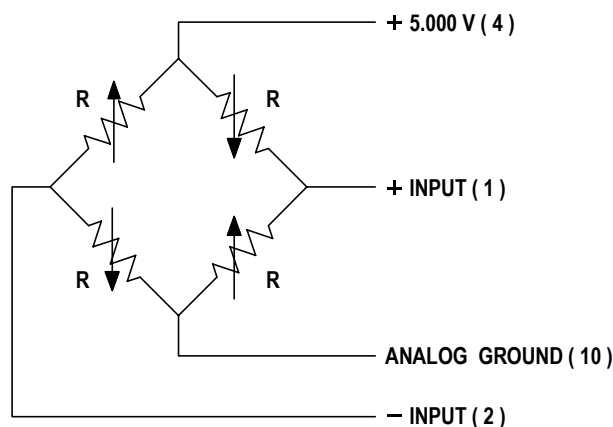 + 5.000 V ( 4 )
R
R
+ INPUT ( 1 )
R
R
ANALOG GROUND ( 10 )
− INPUT ( 2 )